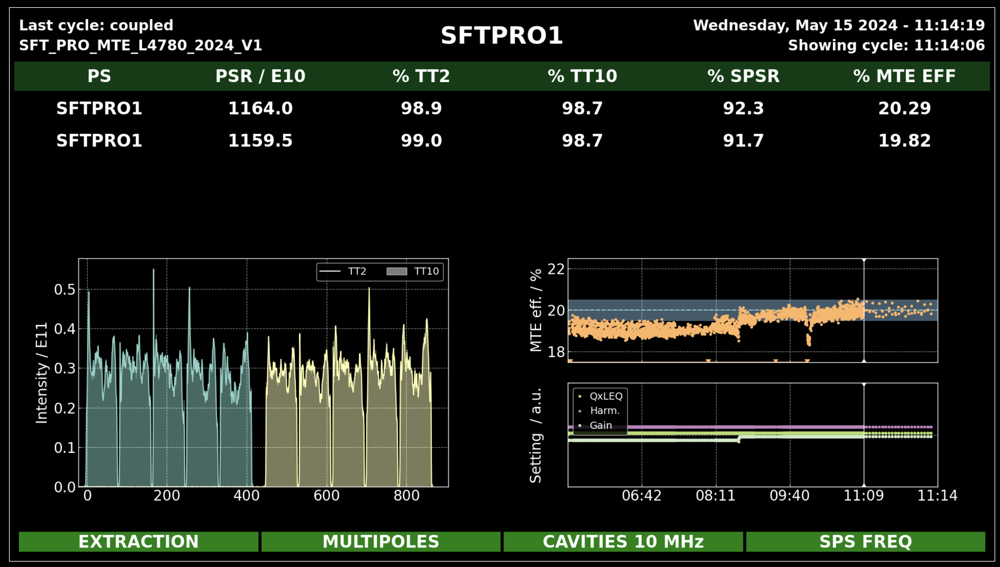 Last cycle: coupled
SFT_PRO_MTE_L4780_2024_V1
SFTPRO1
Wednesday, May 15 2024 - 11:14:19
Showing cycle: 11:14:06
PS PSR / E10 % TT2 % TT10 % SPSR % MTE EFF
SFTPRO1 1164.0 98.9 98.7 92.3 20.29
SFTPRO1 1159.5 99.0 98.7 91.7 19.82
Intensity / E11
0.5
0.4
0.3
0.2
0.1
0.0
0 200 400 600 800
TT2 TT10
MTE eff. / %
22
20
18
Setting / a.u.
QxLEQ
Harm.
Gain
06:42 08:11 09:40 11:09 11:14
EXTRACTION MULTIPOLES CAVITIES 10 MHz SPS FREQ